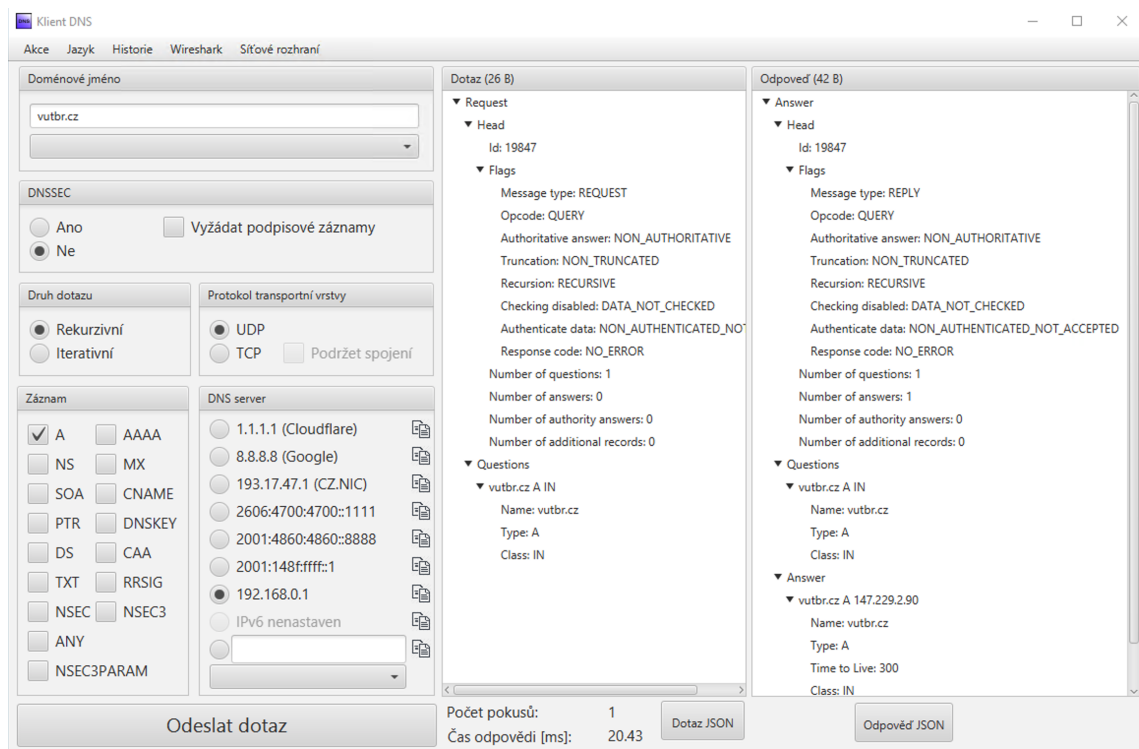 DNS Klient DNS
Akce Jazyk Historie Wireshark Síťové rozhraní
Doménové jméno
vutbr.cz
DNSSEC
Ano Vyžádat podpisové záznamy
Ne
Druh dotazu
Rekurzivní
Iterativní
Protokol transportní vrstvy
UDP
TCP Podržet spojení
Záznam
A AAAA
NS MX
SOA CNAME
PTR DNSKEY
DS CAA
TXT RRSIG
NSEC NSEC3
ANY
NSEC3PARAM
DNS server
1.1.1.1 (Cloudflare)
8.8.8.8 (Google)
193.17.47.1 (CZ.NIC)
2606:4700:4700::1111
2001:4860:4860::8888
2001:148f:ffff::1
192.168.0.1
IPv6 nenastaven
Odeslat dotaz
Dotaz (26 B)
Request
Head
Id: 19847
Flags
Message type: REQUEST
Opcode: QUERY
Authoritative answer: NON_AUTHORITATIVE
Truncation: NON_TRUNCATED
Recursion: RECURSIVE
Checking disabled: DATA_NOT_CHECKED
Authenticate data: NON_AUTHENTICATED_NOT
Response code: NO_ERROR
Number of questions: 1
Number of answers: 0
Number of authority answers: 0
Number of additional records: 0
Questions
vutbr.cz A IN
Name: vutbr.cz
Type: A
Class: IN
Odpoveď (42 B)
Answer
Head
Id: 19847
Flags
Message type: REPLY
Opcode: QUERY
Authoritative answer: NON_AUTHORITATIVE
Truncation: NON_TRUNCATED
Recursion: RECURSIVE
Checking disabled: DATA_NOT_CHECKED
Authenticate data: NON_AUTHENTICATED_NOT_ACCEPTED
Response code: NO_ERROR
Number of questions: 1
Number of answers: 1
Number of authority answers: 0
Number of additional records: 0
Questions
vutbr.cz A IN
Name: vutbr.cz
Type: A
Class: IN
Answer
vutbr.cz A 147.229.2.90
Name: vutbr.cz
Type: A
Time to Live: 300
Class: IN
Počet pokusů: 1
Čas odpovědi [ms]: 20.43
Dotaz JSON
Odpověď JSON